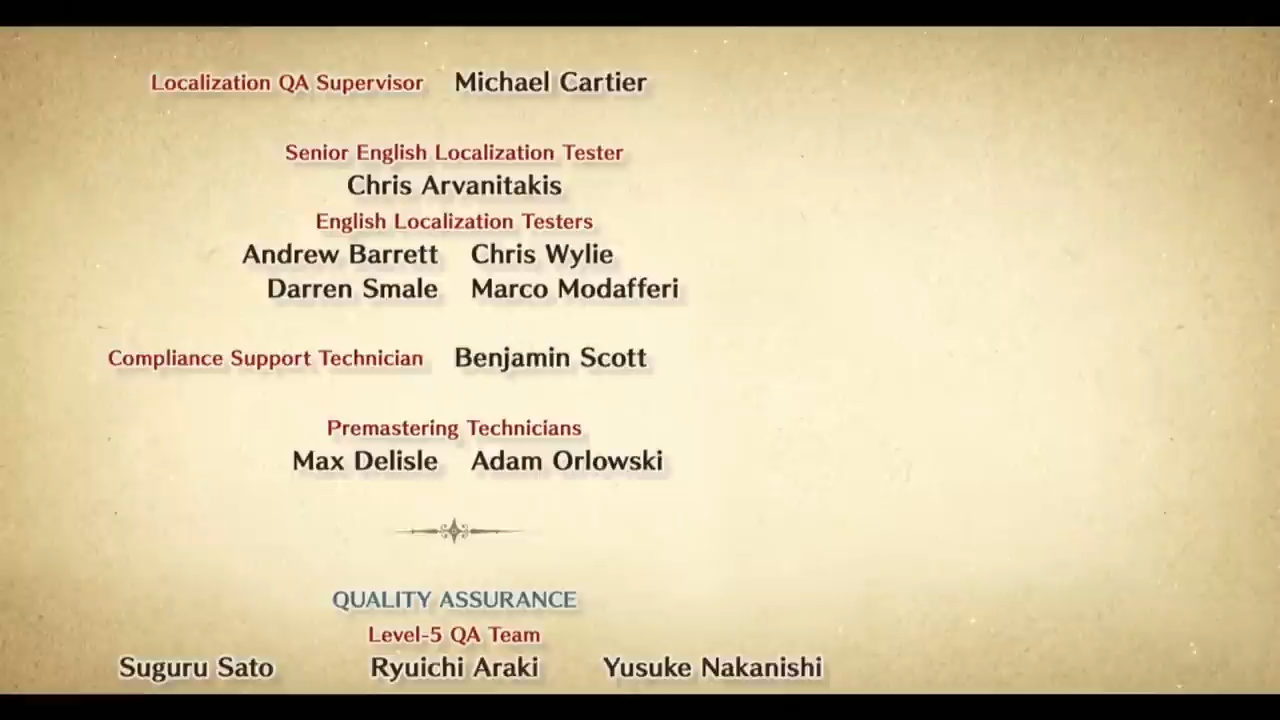 Localization QA Supervisor Michael Cartier
Senior English Localization Tester
Chris Arvanitakis
English Localization Testers
Andrew Barrett Chris Wylie
Darren Smale Marco Modafferi
Compliance Support Technician Benjamin Scott
Premastering Technicians
Max Delisle Adam Orlowski
QUALITY ASSURANCE
Level-5 QA Team
Suguru Sato Ryuichi Araki Yusuke Nakanishi